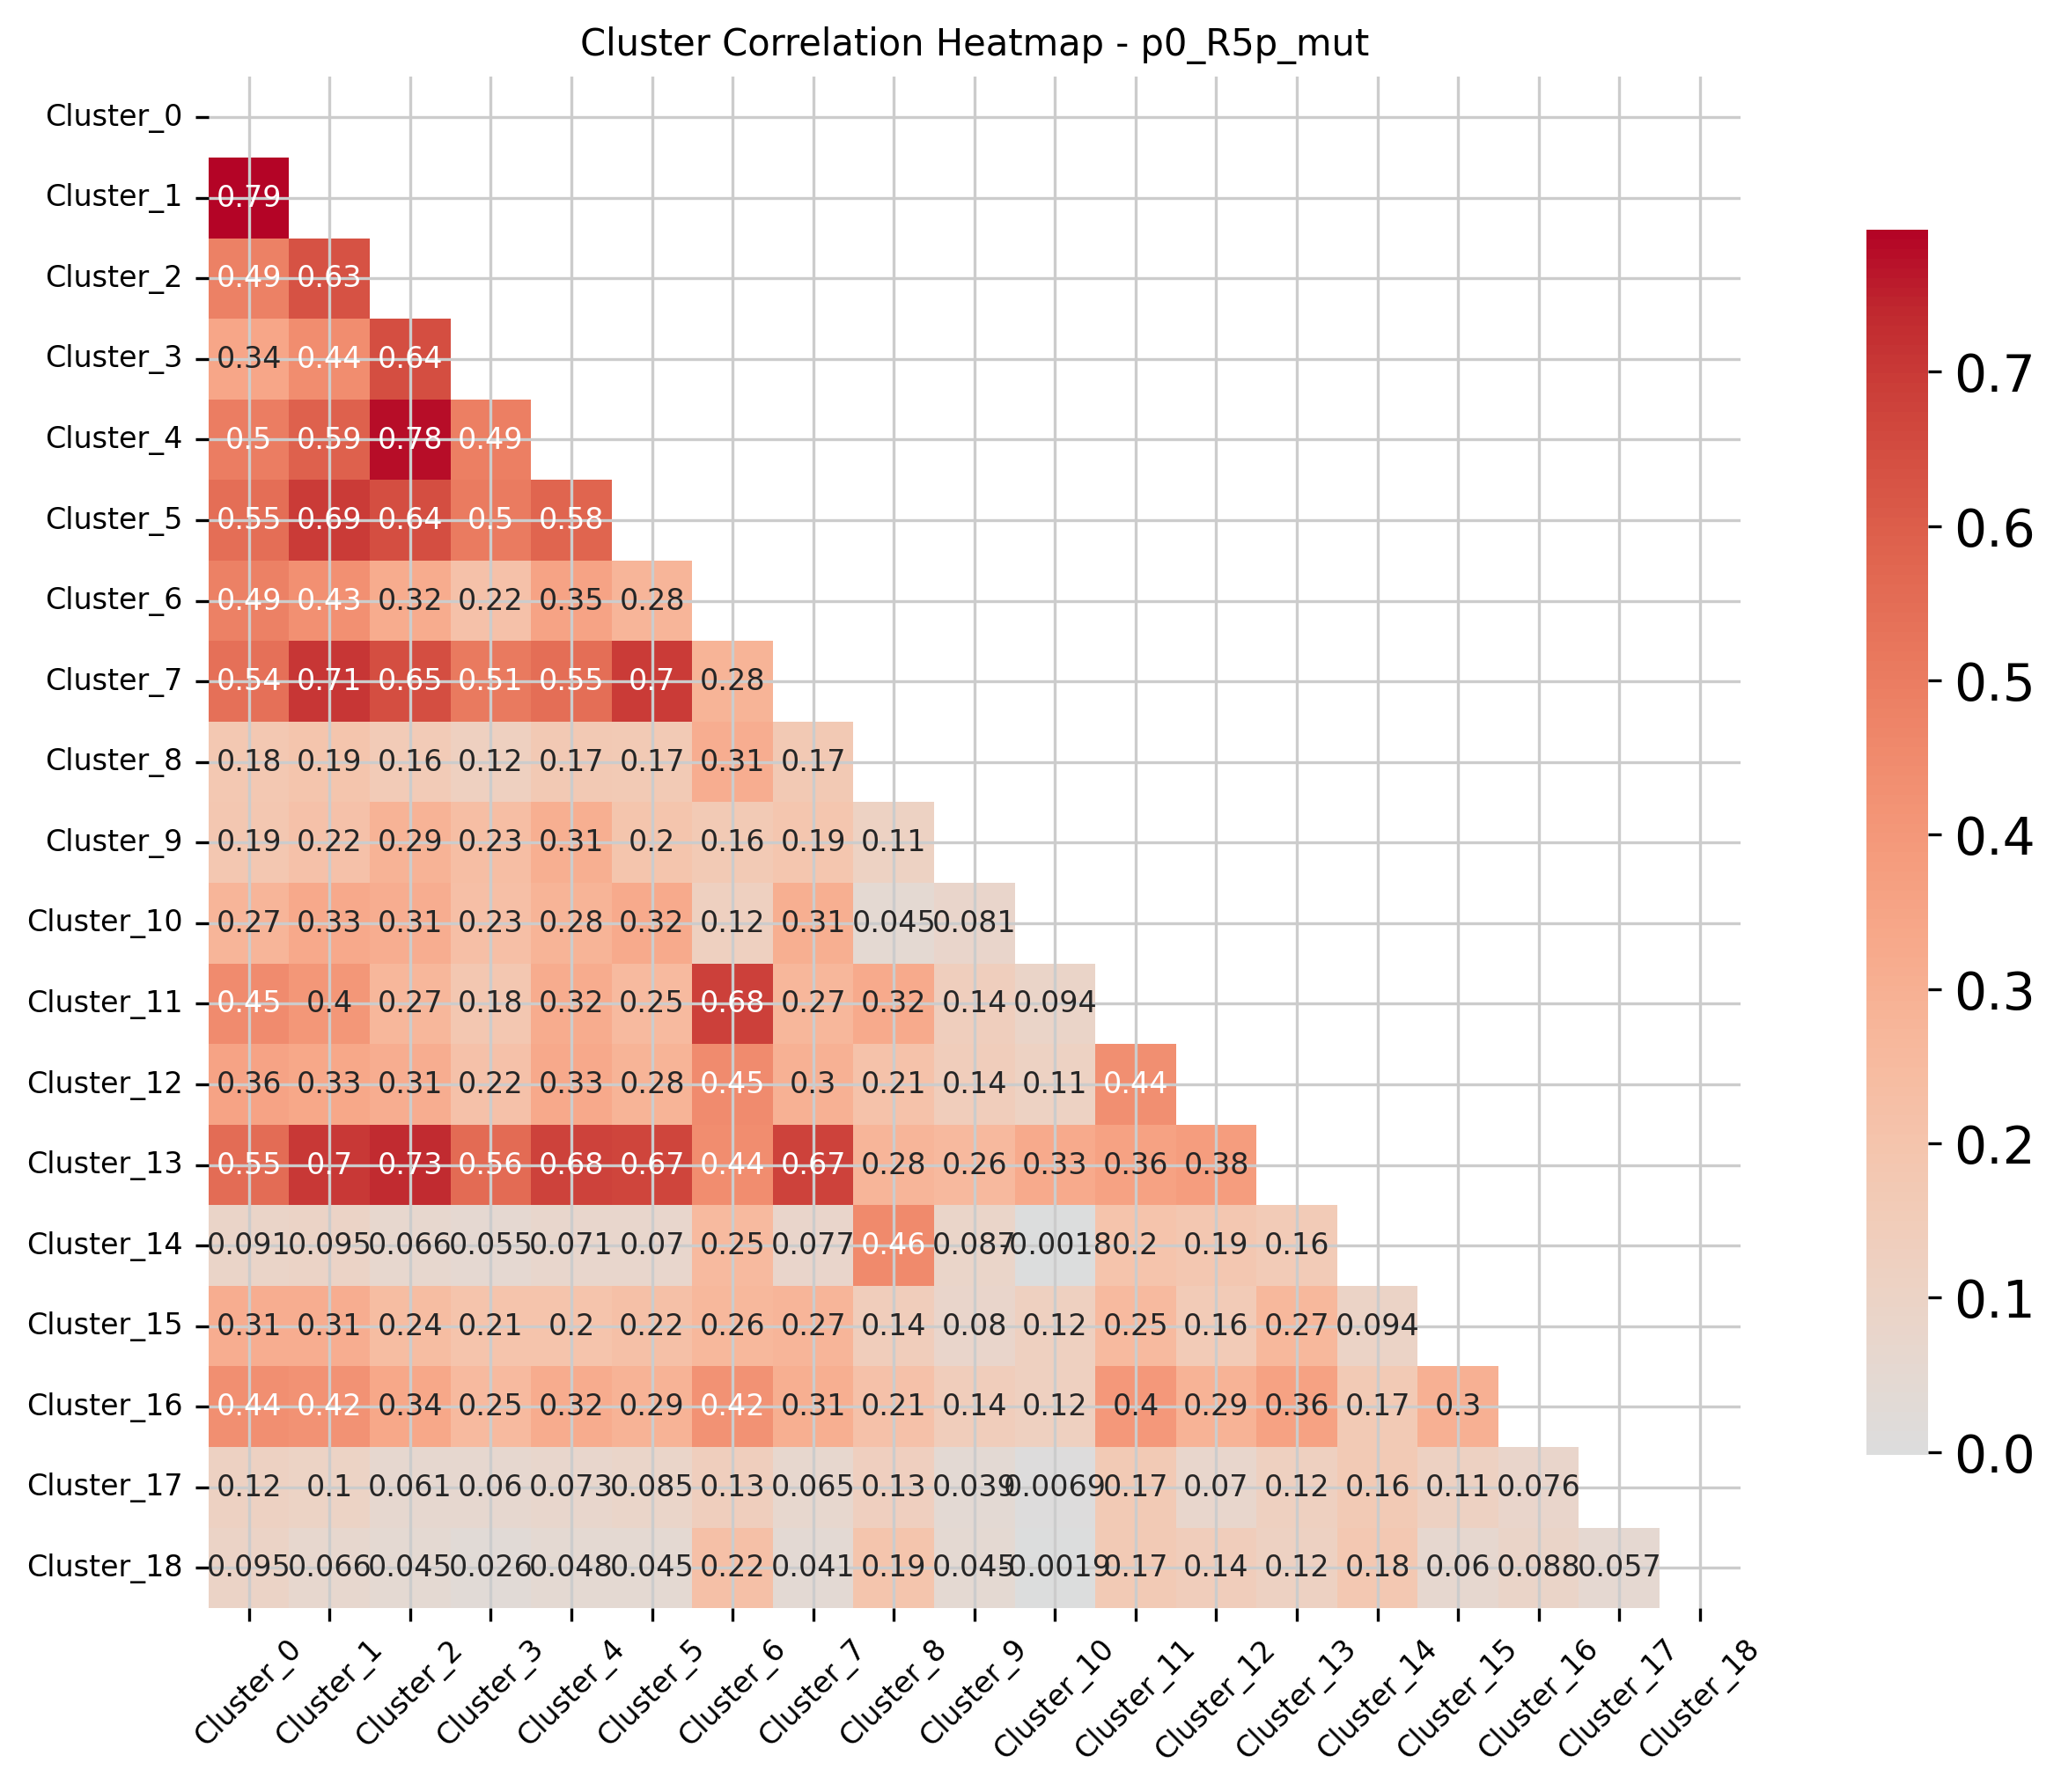 Cluster Correlation Heatmap - p0_R5p_mut
Cluster_0
Cluster_1 0.79
Cluster_2 0.49 0.63
Cluster_3 0.34 0.44 0.64
Cluster_4 0.5 0.59 0.78 0.49
Cluster_5 0.55 0.69 0.64 0.5 0.58
Cluster_6 0.49 0.43 0.32 0.22 0.35 0.28
Cluster_7 0.54 0.71 0.65 0.51 0.55 0.7 0.28
Cluster_8 0.18 0.19 0.16 0.12 0.17 0.17 0.31 0.17
Cluster_9 0.19 0.22 0.29 0.23 0.31 0.2 0.16 0.19 0.11
Cluster_10 0.27 0.33 0.31 0.23 0.28 0.32 0.12 0.31 0.045 0.081
Cluster_11 0.45 0.4 0.27 0.18 0.32 0.25 0.68 0.27 0.32 0.14 0.094
Cluster_12 0.36 0.33 0.31 0.22 0.33 0.28 0.45 0.3 0.21 0.14 0.11 0.44
Cluster_13 0.55 0.7 0.73 0.56 0.68 0.67 0.44 0.67 0.28 0.26 0.33 0.36 0.38
Cluster_14 0.091 0.095 0.066 0.055 0.071 0.07 0.25 0.077 0.46 0.087 -0.0018 0.2 0.19 0.16
Cluster_15 0.31 0.31 0.24 0.21 0.2 0.22 0.26 0.27 0.14 0.08 0.12 0.25 0.16 0.27 0.094
Cluster_16 0.44 0.42 0.34 0.25 0.32 0.29 0.42 0.31 0.21 0.14 0.12 0.4 0.29 0.36 0.17 0.3
Cluster_17 0.12 0.1 0.061 0.06 0.073 0.085 0.13 0.065 0.13 0.039 0.0069 0.17 0.07 0.12 0.16 0.11 0.076
Cluster_18 0.095 0.066 0.045 0.026 0.048 0.045 0.22 0.041 0.19 0.045 -0.0019 0.17 0.14 0.12 0.18 0.06 0.088 0.057
Cluster_0 Cluster_1 Cluster_2 Cluster_3 Cluster_4 Cluster_5 Cluster_6 Cluster_7 Cluster_8 Cluster_9 Cluster_10 Cluster_11 Cluster_12 Cluster_13 Cluster_14 Cluster_15 Cluster_16 Cluster_17 Cluster_18
0.7
0.6
0.5
0.4
0.3
0.2
0.1
0.0